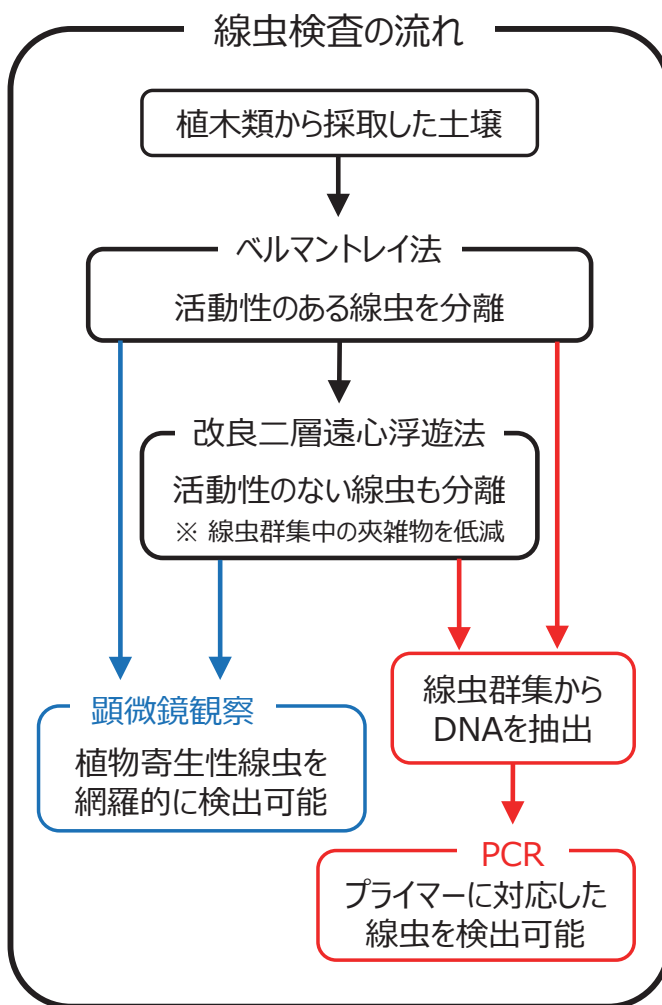 線虫検査の流れ
植木類から採取した土壌
ベルマントレイ法
活動性のある線虫を分離
改良二層遠心浮遊法
活動性のない線虫も分離
※ 線虫群集中の夾雑物を低減
顕微鏡観察
植物寄生性線虫を
網羅的に検出可能
線虫群集から
DNAを抽出
PCR
プライマーに対応した
線虫を検出可能